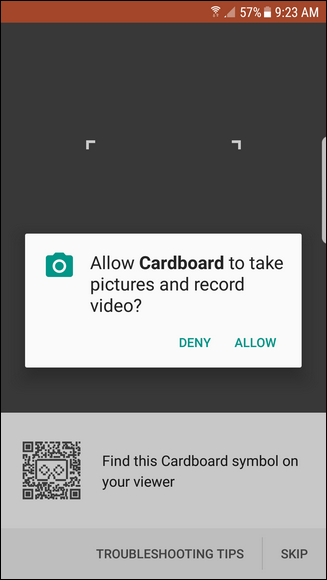 57% 9:23 AM
Allow Cardboard to take
pictures and record
video?
DENY ALLOW
Find this Cardboard symbol on
your viewer
TROUBLESHOOTING TIPS SKIP